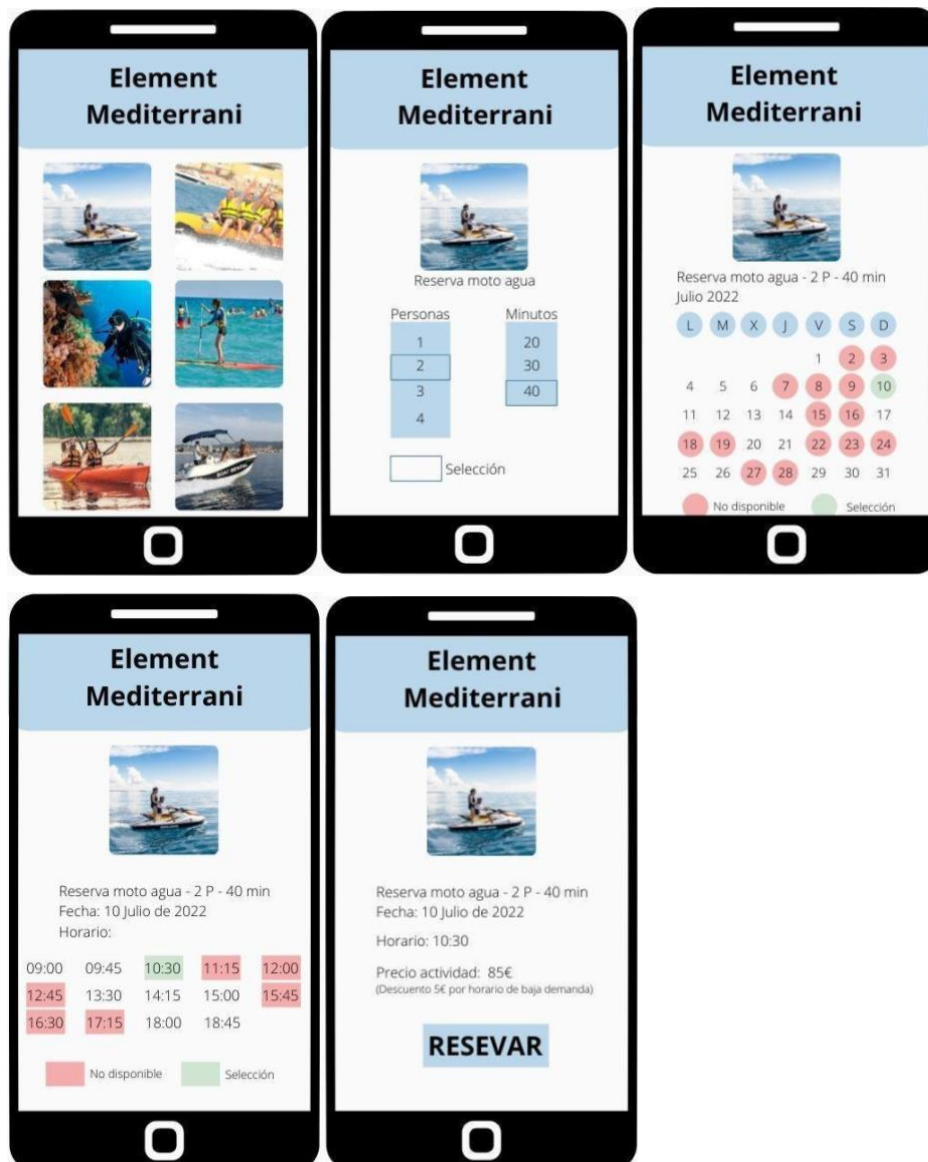 Element
Mediterrani
Element
Mediterrani
Reserva moto agua
Personas Minutos
1 20
2 30
3 40
4
Selección
Element
Mediterrani
Reserva moto agua - 2 P - 40 min
Julio 2022
L M X J V S D
1 2 3
4 5 6 7 8 9 10
11 12 13 14 15 16 17
18 19 20 21 22 23 24
25 26 27 28 29 30 31
No disponible Selección
Element
Mediterrani
Reserva moto agua - 2 P - 40 min
Fecha: 10 Julio de 2022
Horario:
09:00 09:45 10:30 11:15 12:00
12:45 13:30 14:15 15:00 15:45
16:30 17:15 18:00 18:45
No disponible Selección
Element
Mediterrani
Reserva moto agua - 2 P - 40 min
Fecha: 10 Julio de 2022
Horario: 10:30
Precio actividad: 85€
(Descuento 5€ por horario de baja demanda)
RESEVAR